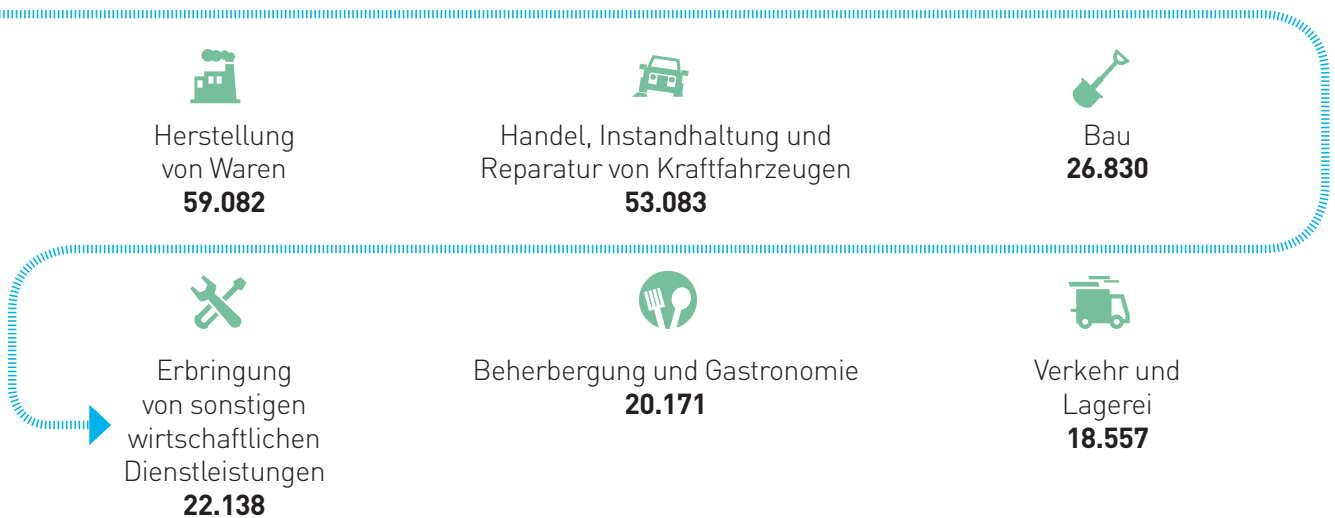 Herstellung
von Waren
59.082
Handel, Instandhaltung und
Reparatur von Kraftfahrzeugen
53.083
Bau
26.830
Erbringung
von sonstigen
wirtschaftlichen
Dienstleistungen
22.138
Beherbergung und Gastronomie
20.171
Verkehr und
Lagerei
18.557